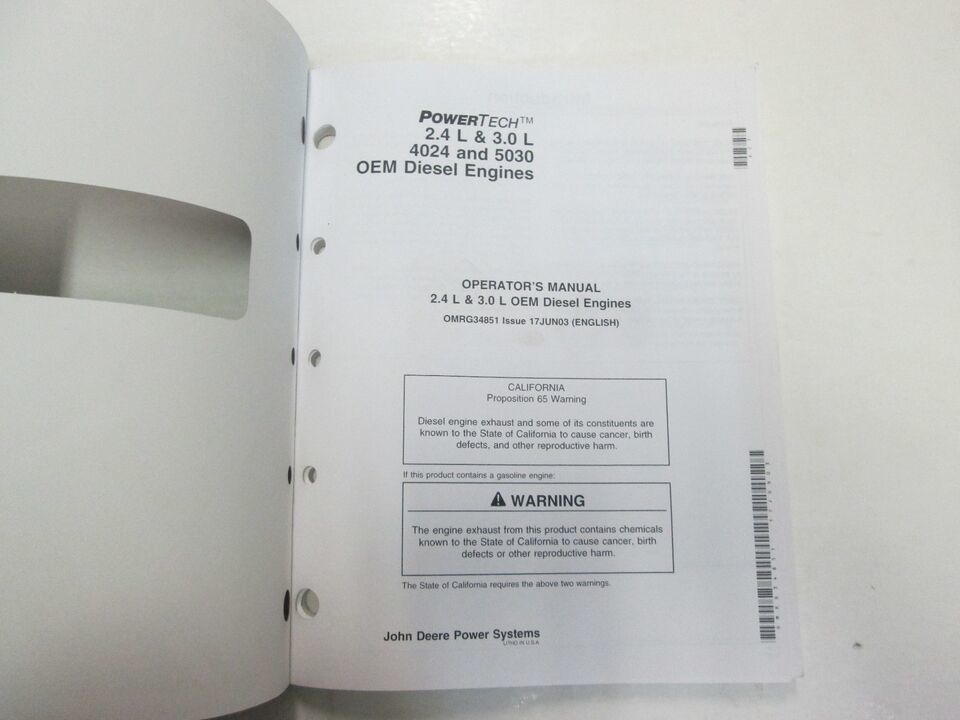 POWERTECH™
2.4 L & 3.0 L
4024 and 5030
OEM Diesel Engines
OPERATOR'S MANUAL
2.4 L & 3.0 L OEM Diesel Engines
OMRG34851 Issue 17JUN03 (ENGLISH)
CALIFORNIA
Proposition 65 Warning
Diesel engine exhaust and some of its constituents are
known to the State of California to cause cancer, birth
defects, and other reproductive harm.
If this product contains a gasoline engine:
WARNING
The engine exhaust from this product contains chemicals
known to the State of California to cause cancer, birth
defects or other reproductive harm.
The State of California requires the above two warnings.
John Deere Power Systems
LITHO IN U.S.A.